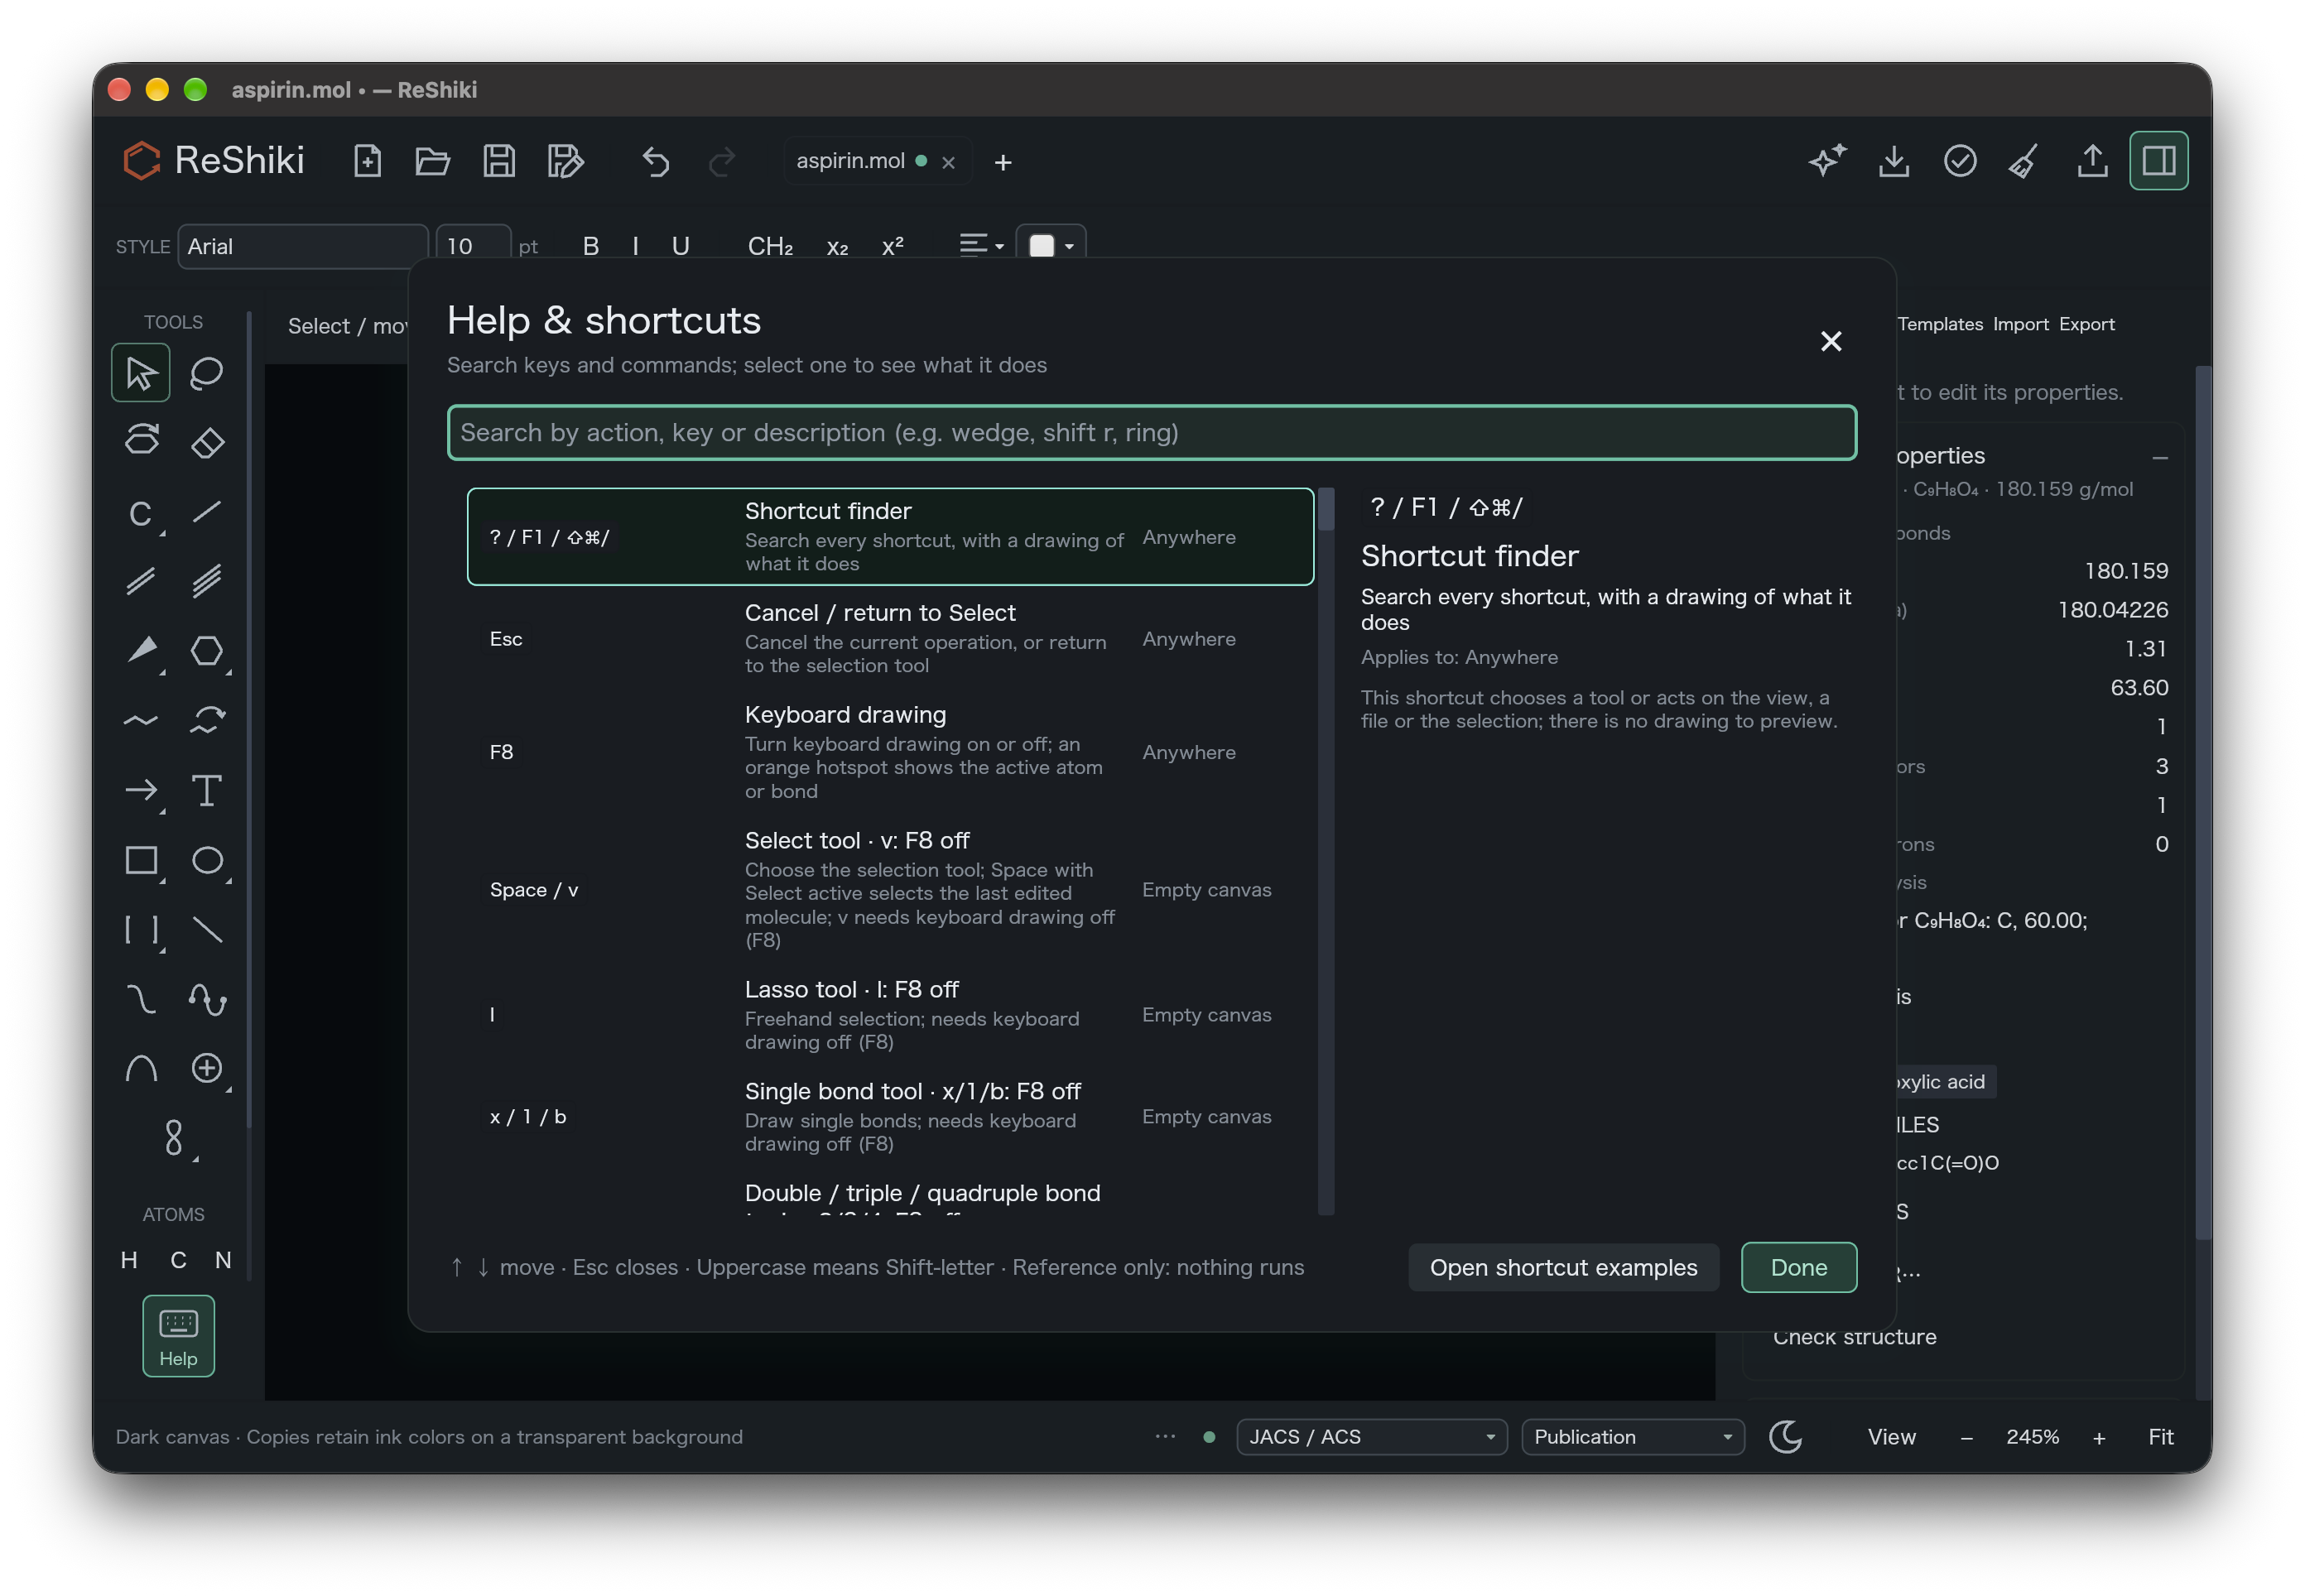 aspirin.mol • — ReShiki
ReShiki
aspirin.mol
STYLE Arial 10 pt B I U CH₂ x₂ x²
TOOLS
Select / mo
Templates Import Export
Help & shortcuts
Search keys and commands; select one to see what it does
Search by action, key or description (e.g. wedge, shift r, ring)
? / F1 / ⇧⌘/
Shortcut finder
Search every shortcut, with a drawing of
what it does
Anywhere
Esc
Cancel / return to Select
Cancel the current operation, or return
to the selection tool
Anywhere
F8
Keyboard drawing
Turn keyboard drawing on or off; an
orange hotspot shows the active atom
or bond
Anywhere
Space / v
Select tool · v: F8 off
Choose the selection tool; Space with
Select active selects the last edited
molecule; v needs keyboard drawing off
(F8)
Empty canvas
l
Lasso tool · l: F8 off
Freehand selection; needs keyboard
drawing off (F8)
Empty canvas
x / 1 / b
Single bond tool · x/1/b: F8 off
Draw single bonds; needs keyboard
drawing off (F8)
Empty canvas
Double / triple / quadruple bond
? / F1 / ⇧⌘/
Shortcut finder
Search every shortcut, with a drawing of what it
does
Applies to: Anywhere
This shortcut chooses a tool or acts on the view, a
file or the selection; there is no drawing to preview.
↑ ↓ move · Esc closes · Uppercase means Shift-letter · Reference only: nothing runs
Open shortcut examples
Done
t to edit its properties.
operties
· C₉H₈O₄ · 180.159 g/mol
onds
180.159
a) 180.04226
1.31
63.60
1
ors 3
1
rons 0
ysis
r C₉H₈O₄: C, 60.00;
is
oxylic acid
ILES
cc1C(=O)O
S
R…
Check structure
C
T
ATOMS
H C N
Help
Dark canvas · Copies retain ink colors on a transparent background
… JACS / ACS Publication View − 245% + Fit